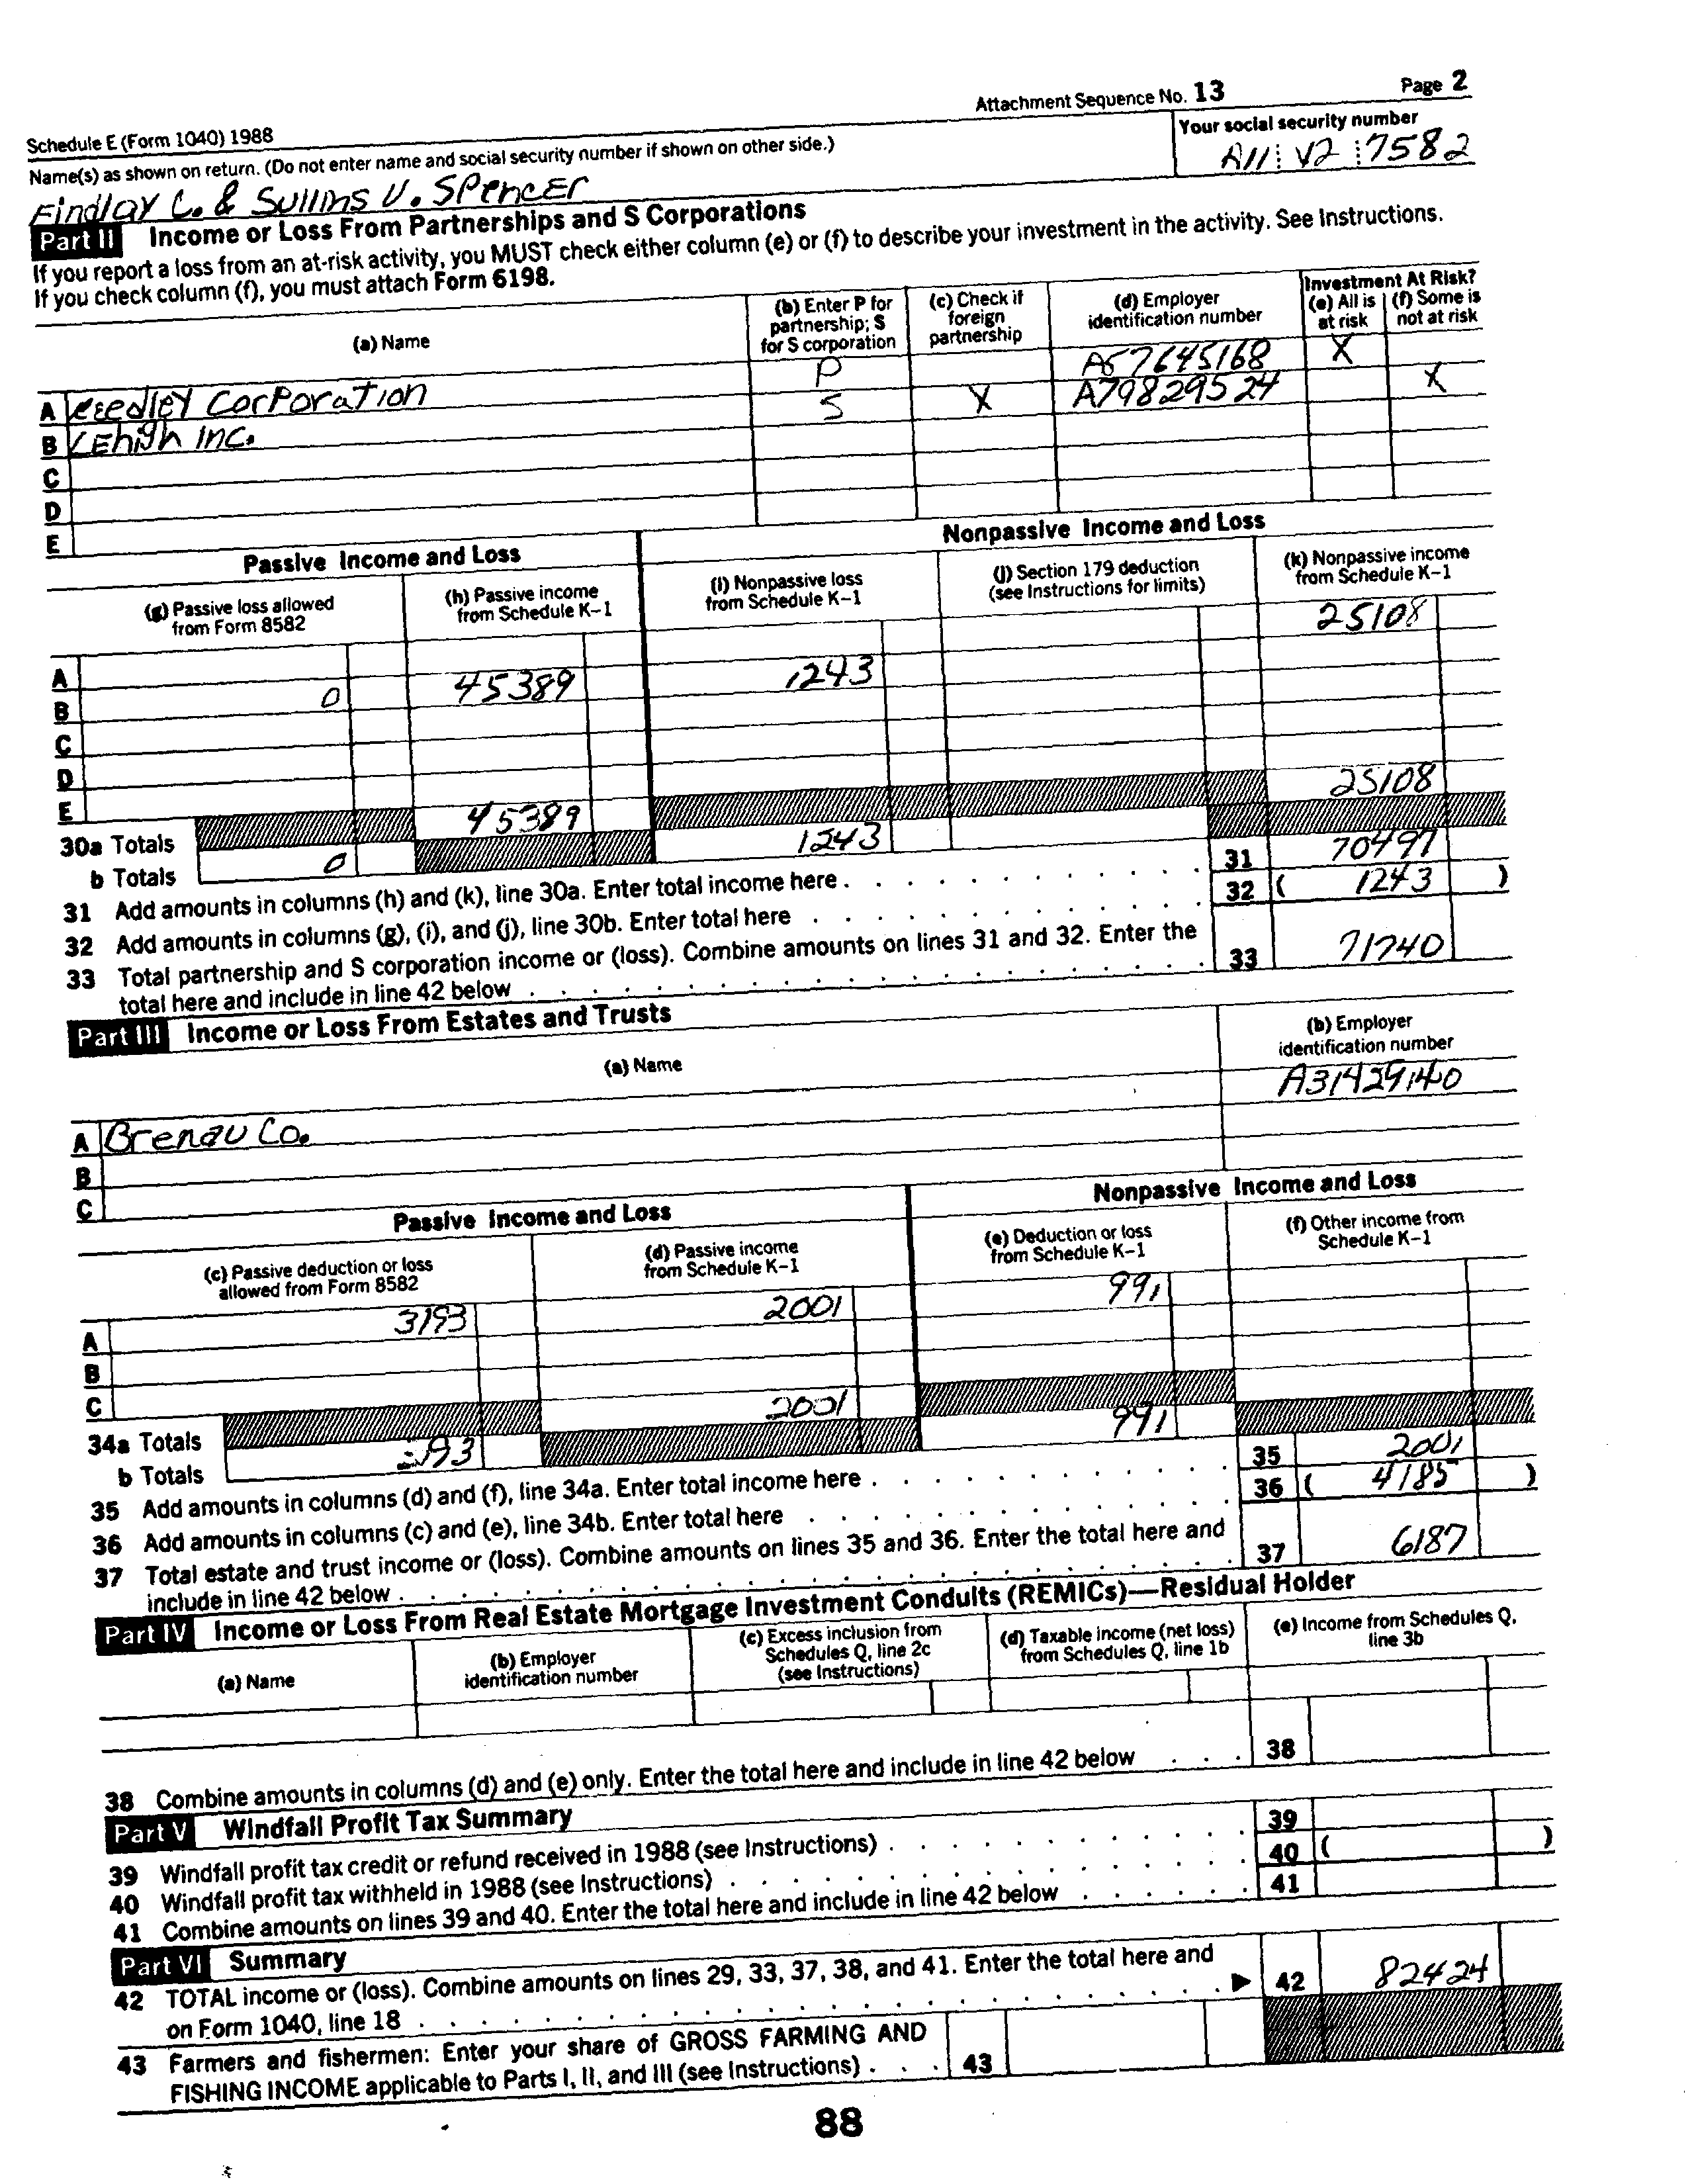 Attachment Sequence No. 13 Page 2
Schedule E (Form 1040) 1988
Name(s) as shown on return. (Do not enter name and social security number if shown on other side.)
Your social security number
Findlay C. & Sullins V. Spencer
A11 V2 7582
Part II Income or Loss From Partnerships and S Corporations
If you report a loss from an at-risk activity, you MUST check either column (e) or (f) to describe your investment in the activity. See Instructions.
If you check column (f), you must attach Form 6198.
(a) Name
(b) Enter P for partnership; S for S corporation
(c) Check if foreign partnership
(d) Employer identification number
Investment At Risk?
(e) All is at risk
(f) Some is not at risk
A Corporation P 7645168 X
B Lehigh Inc. S X A79829524 X
C
D
E
Passive Income and Loss
Nonpassive Income and Loss
(g) Passive loss allowed from Form 8582
(h) Passive income from Schedule K-1
(i) Nonpassive loss from Schedule K-1
(j) Section 179 deduction (see Instructions for limits)
(k) Nonpassive income from Schedule K-1
A 25108
B 0 45389 1243
C
D
E
30a Totals 45389 25108
b Totals 0 1243
31 Add amounts in columns (h) and (k), line 30a. Enter total income here . 31 70497
32 Add amounts in columns (g), (i), and (j), line 30b. Enter total here 32 ( 1243 )
33 Total partnership and S corporation income or (loss). Combine amounts on lines 31 and 32. Enter the
total here and include in line 42 below 33 71740
Part III Income or Loss From Estates and Trusts
(a) Name
(b) Employer identification number
A Brenau Co. A31429140
B
C
Passive Income and Loss
Nonpassive Income and Loss
(c) Passive deduction or loss allowed from Form 8582
(d) Passive income from Schedule K-1
(e) Deduction or loss from Schedule K-1
(f) Other income from Schedule K-1
A 3193 2001 991
B
C
34a Totals 2001
b Totals 991
35 Add amounts in columns (d) and (f), line 34a. Enter total income here . 35 2001
36 Add amounts in columns (c) and (e), line 34b. Enter total here 36 ( 4185 )
37 Total estate and trust income or (loss). Combine amounts on lines 35 and 36. Enter the total here and
include in line 42 below . 37 6187
Part IV Income or Loss From Real Estate Mortgage Investment Conduits (REMICs)—Residual Holder
(a) Name
(b) Employer identification number
(c) Excess inclusion from Schedules Q, line 2c (see Instructions)
(d) Taxable income (net loss) from Schedules Q, line 1b
(e) Income from Schedules Q, line 3b
38 Combine amounts in columns (d) and (e) only. Enter the total here and include in line 42 below 38
Part V Windfall Profit Tax Summary
39 Windfall profit tax credit or refund received in 1988 (see Instructions) . 39
40 Windfall profit tax withheld in 1988 (see Instructions) . 40 ( )
41 Combine amounts on lines 39 and 40. Enter the total here and include in line 42 below 41
Part VI Summary
42 TOTAL income or (loss). Combine amounts on lines 29, 33, 37, 38, and 41. Enter the total here and
on Form 1040, line 18 . ▶ 42 82424
43 Farmers and fishermen: Enter your share of GROSS FARMING AND
FISHING INCOME applicable to Parts I, II, and III (see Instructions) . 43
88